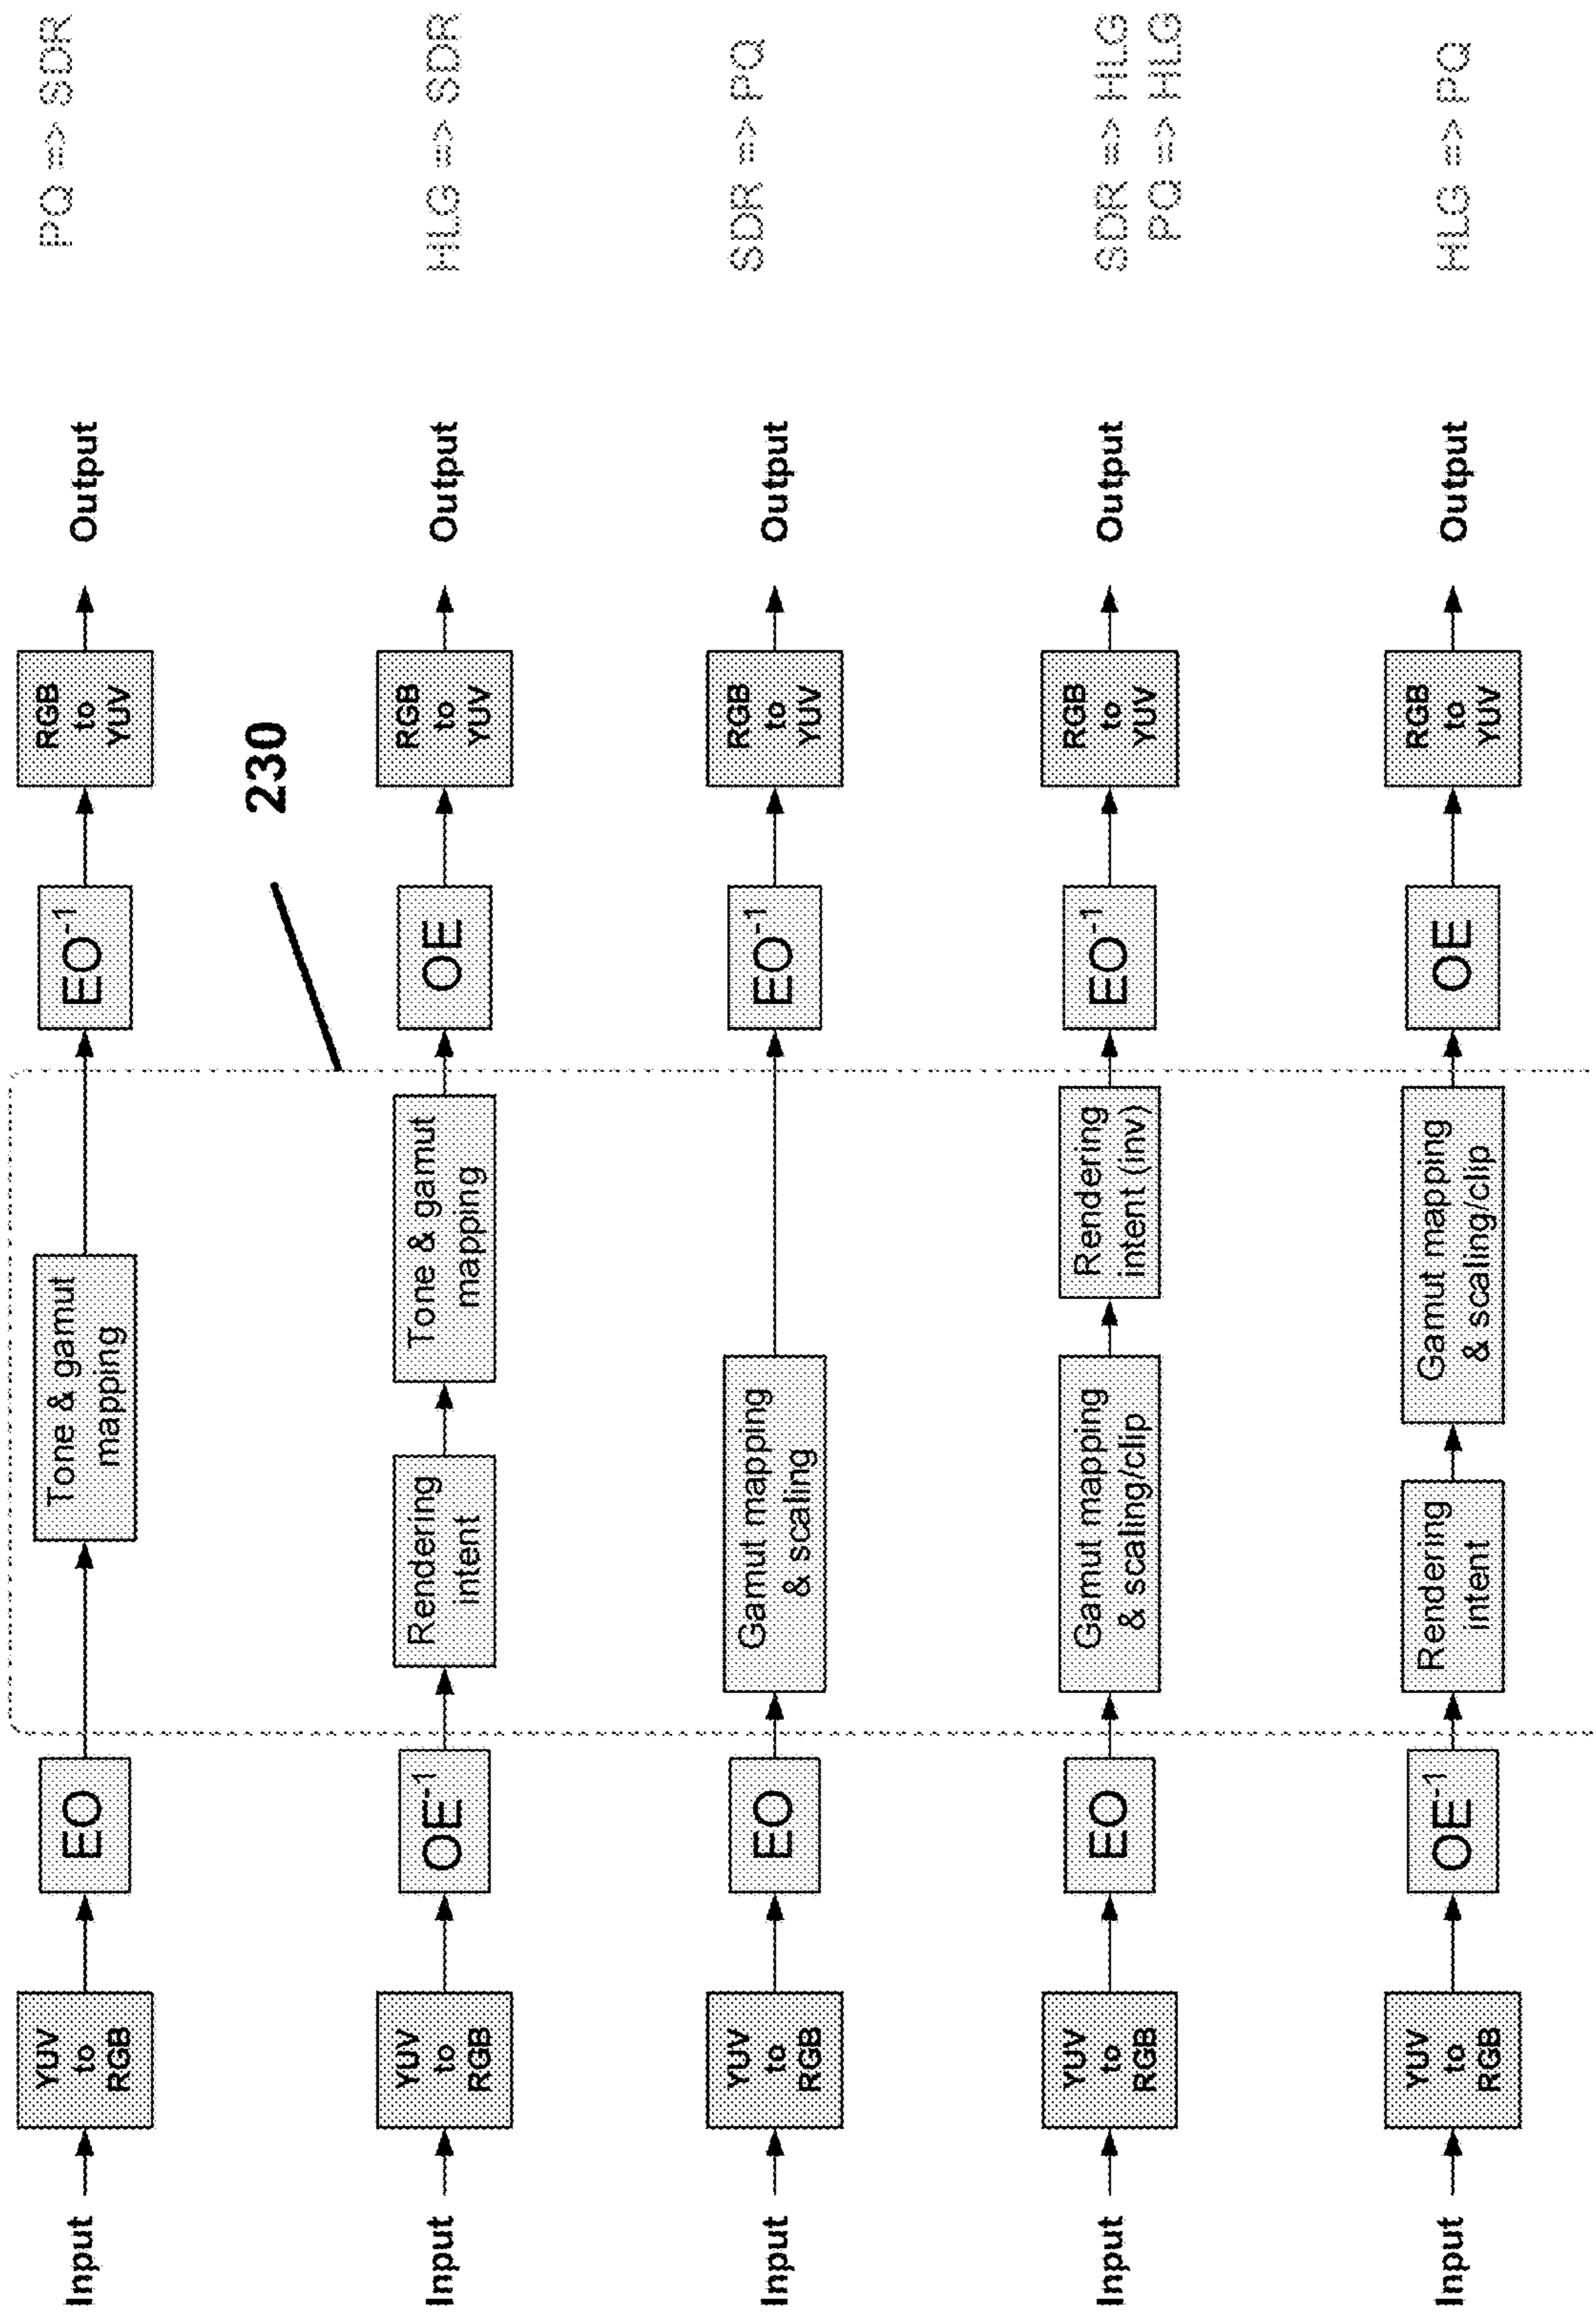 PQ => SDR
Input
YUV
to
RGB
EO
Tone & gamut
mapping
EO-1
RGB
to
YUV
Output
230
HLG => SDR
Input
YUV
to
RGB
OE-1
Rendering
intent
Tone & gamut
mapping
OE
RGB
to
YUV
Output
SDR => PQ
Input
YUV
to
RGB
EO
Gamut mapping
& scaling
EO-1
RGB
to
YUV
Output
SDR => HLG
PQ => HLG
Input
YUV
to
RGB
EO
Gamut mapping
& scaling/clip
Rendering
intent (inv)
EO-1
RGB
to
YUV
Output
HLG => PQ
Input
YUV
to
RGB
OE-1
Rendering
intent
Gamut mapping
& scaling/clip
OE
RGB
to
YUV
Output